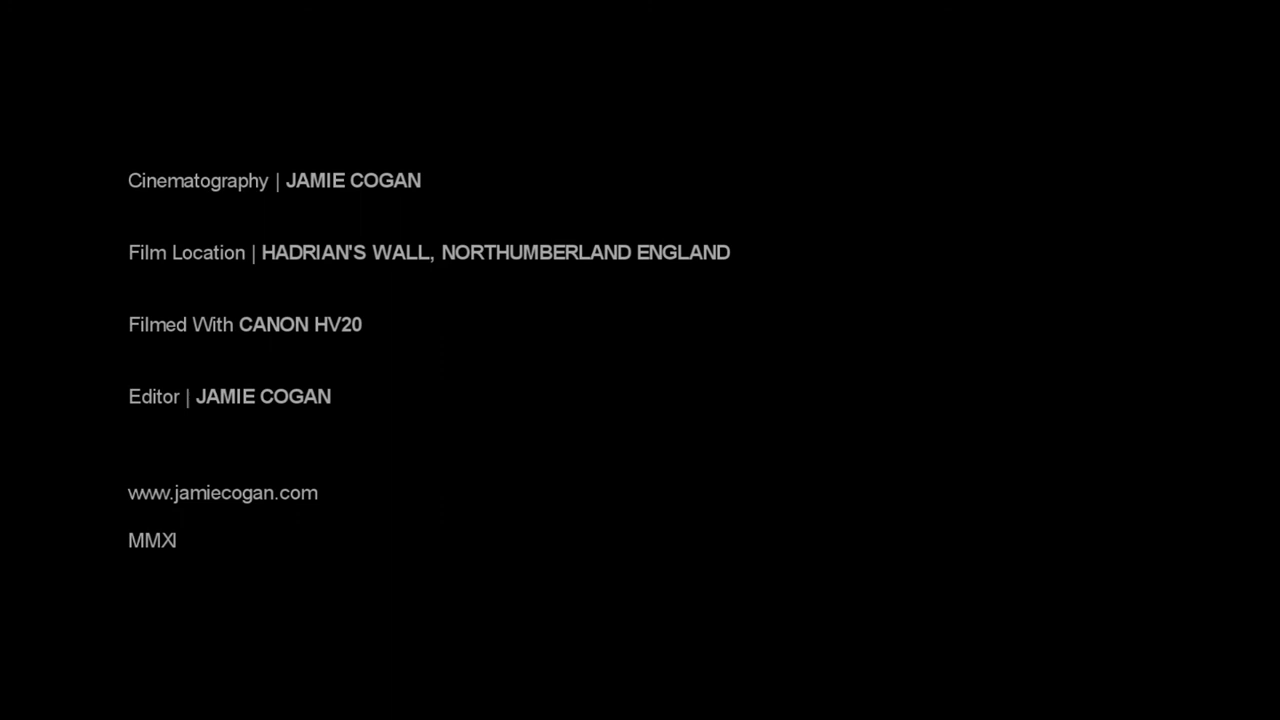 Cinematography | JAMIE COGAN
Film Location | HADRIAN'S WALL, NORTHUMBERLAND ENGLAND
Filmed With CANON HV20
Editor | JAMIE COGAN
www.jamiecogan.com
MMXI